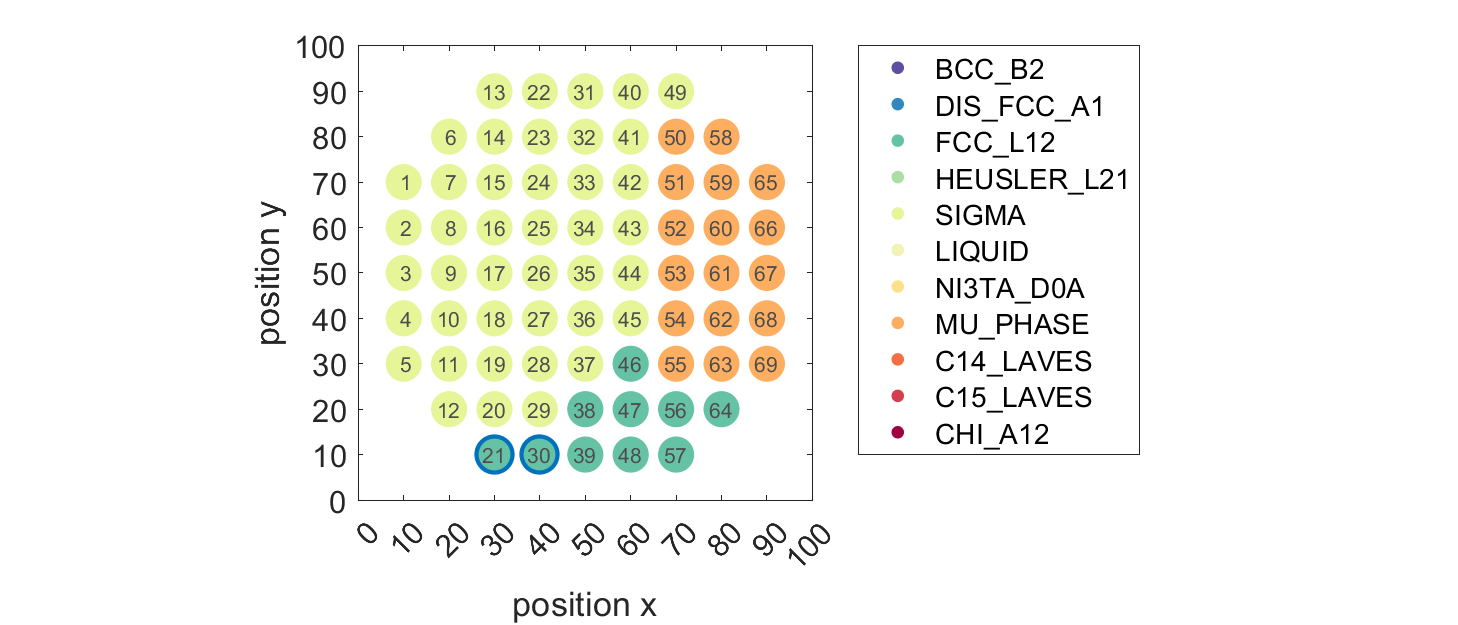 100
90
80
70
60
50
40
30
20
10
0
position y
13 22 31 40 49
6 14 23 32 41 50 58
1 7 15 24 33 42 51 59 65
2 8 16 25 34 43 52 60 66
3 9 17 26 35 44 53 61 67
4 10 18 27 36 45 54 62 68
5 11 19 28 37 46 55 63 69
12 20 29 38 47 56 64
21 30 39 48 57
0 10 20 30 40 50 60 70 80 90 100
position x
BCC_B2
DIS_FCC_A1
FCC_L12
HEUSLER_L21
SIGMA
LIQUID
NI3TA_D0A
MU_PHASE
C14_LAVES
C15_LAVES
CHI_A12